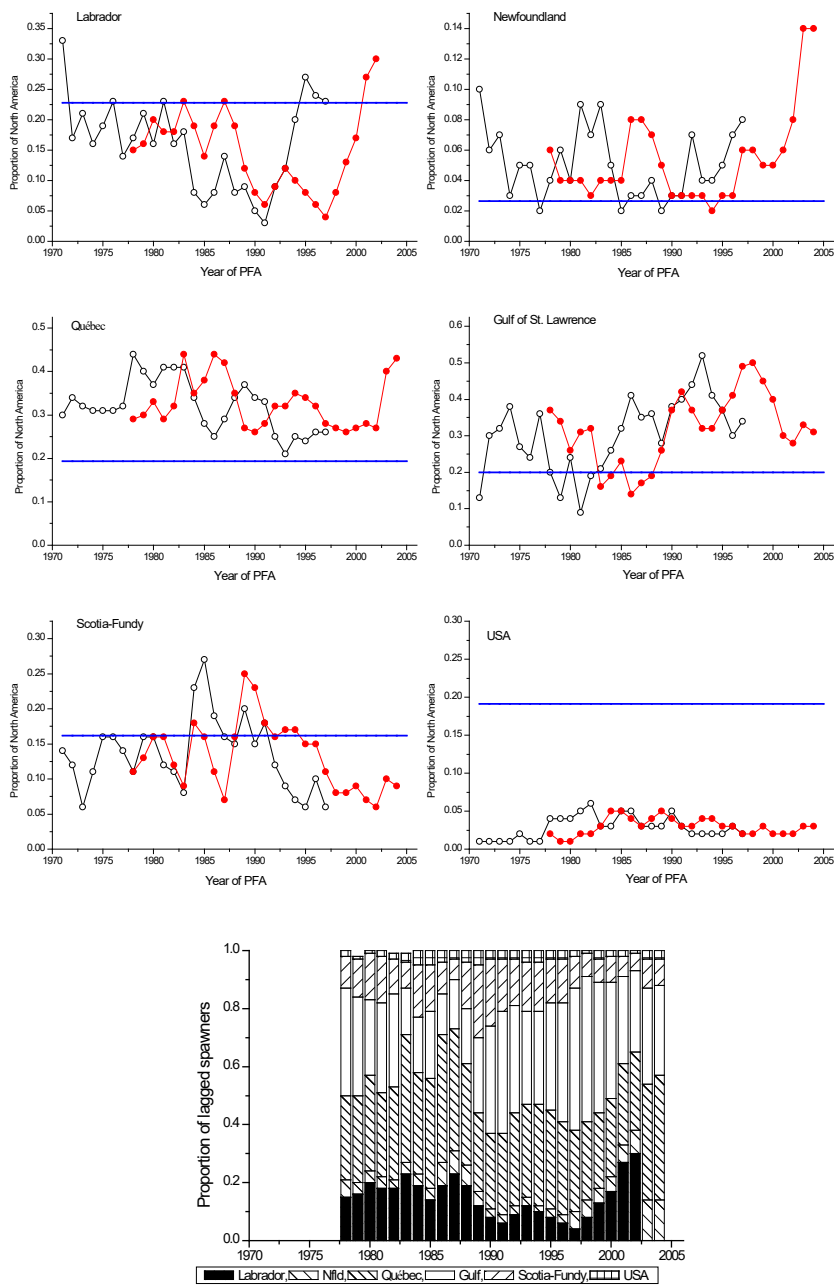 Labrador
Proportion of North America
0.35
0.30
0.25
0.20
0.15
0.10
0.05
0.00
1970 1975 1980 1985 1990 1995 2000 2005
Year of PFA
Newfoundland
Proportion of North America
0.14
0.12
0.10
0.08
0.06
0.04
0.02
0.00
1970 1975 1980 1985 1990 1995 2000 2005
Year of PFA
Québec
Proportion of North America
0.5
0.4
0.3
0.2
0.1
0.0
1970 1975 1980 1985 1990 1995 2000 2005
Year of PFA
Gulf of St. Lawrence
Proportion of North America
0.6
0.5
0.4
0.3
0.2
0.1
0.0
1970 1975 1980 1985 1990 1995 2000 2005
Year of PFA
Scotia-Fundy
Proportion of North America
0.30
0.25
0.20
0.15
0.10
0.05
0.00
1970 1975 1980 1985 1990 1995 2000 2005
Year of PFA
USA
Proportion of North America
0.30
0.25
0.20
0.15
0.10
0.05
0.00
1970 1975 1980 1985 1990 1995 2000 2005
Year of PFA
Proportion of lagged spawners
1.0
0.8
0.6
0.4
0.2
0.0
1970 1975 1980 1985 1990 1995 2000 2005
Labrador, Nfld, Québec, Gulf, Scotia-Fundy, USA